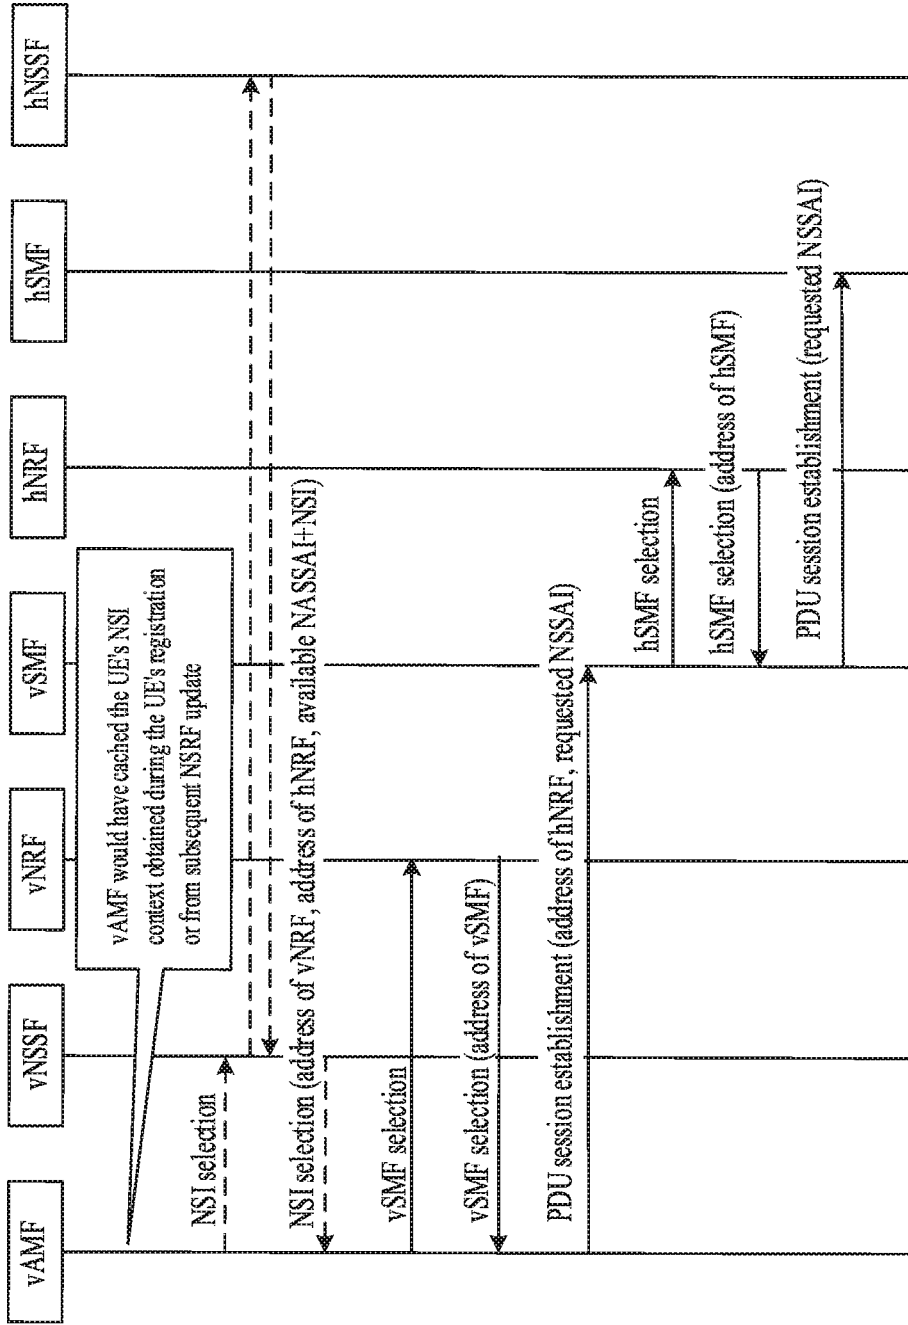 vAMF
vNSSF
vNRF
vSMF
hNRF
hSMF
hNSSF
vAMF would have cached the UE's NSI
context obtained during the UE's registration
or from subsequent NSRF update
NSI selection
NSI selection (address of vNRF, address of hNRF, available NASSAI+NSI)
vSMF selection
vSMF selection (address of vSMF)
PDU session establishment (address of hNRF, requested NSSAI)
hSMF selection
hSMF selection (address of hSMF)
PDU session establishment (requested NSSAI)